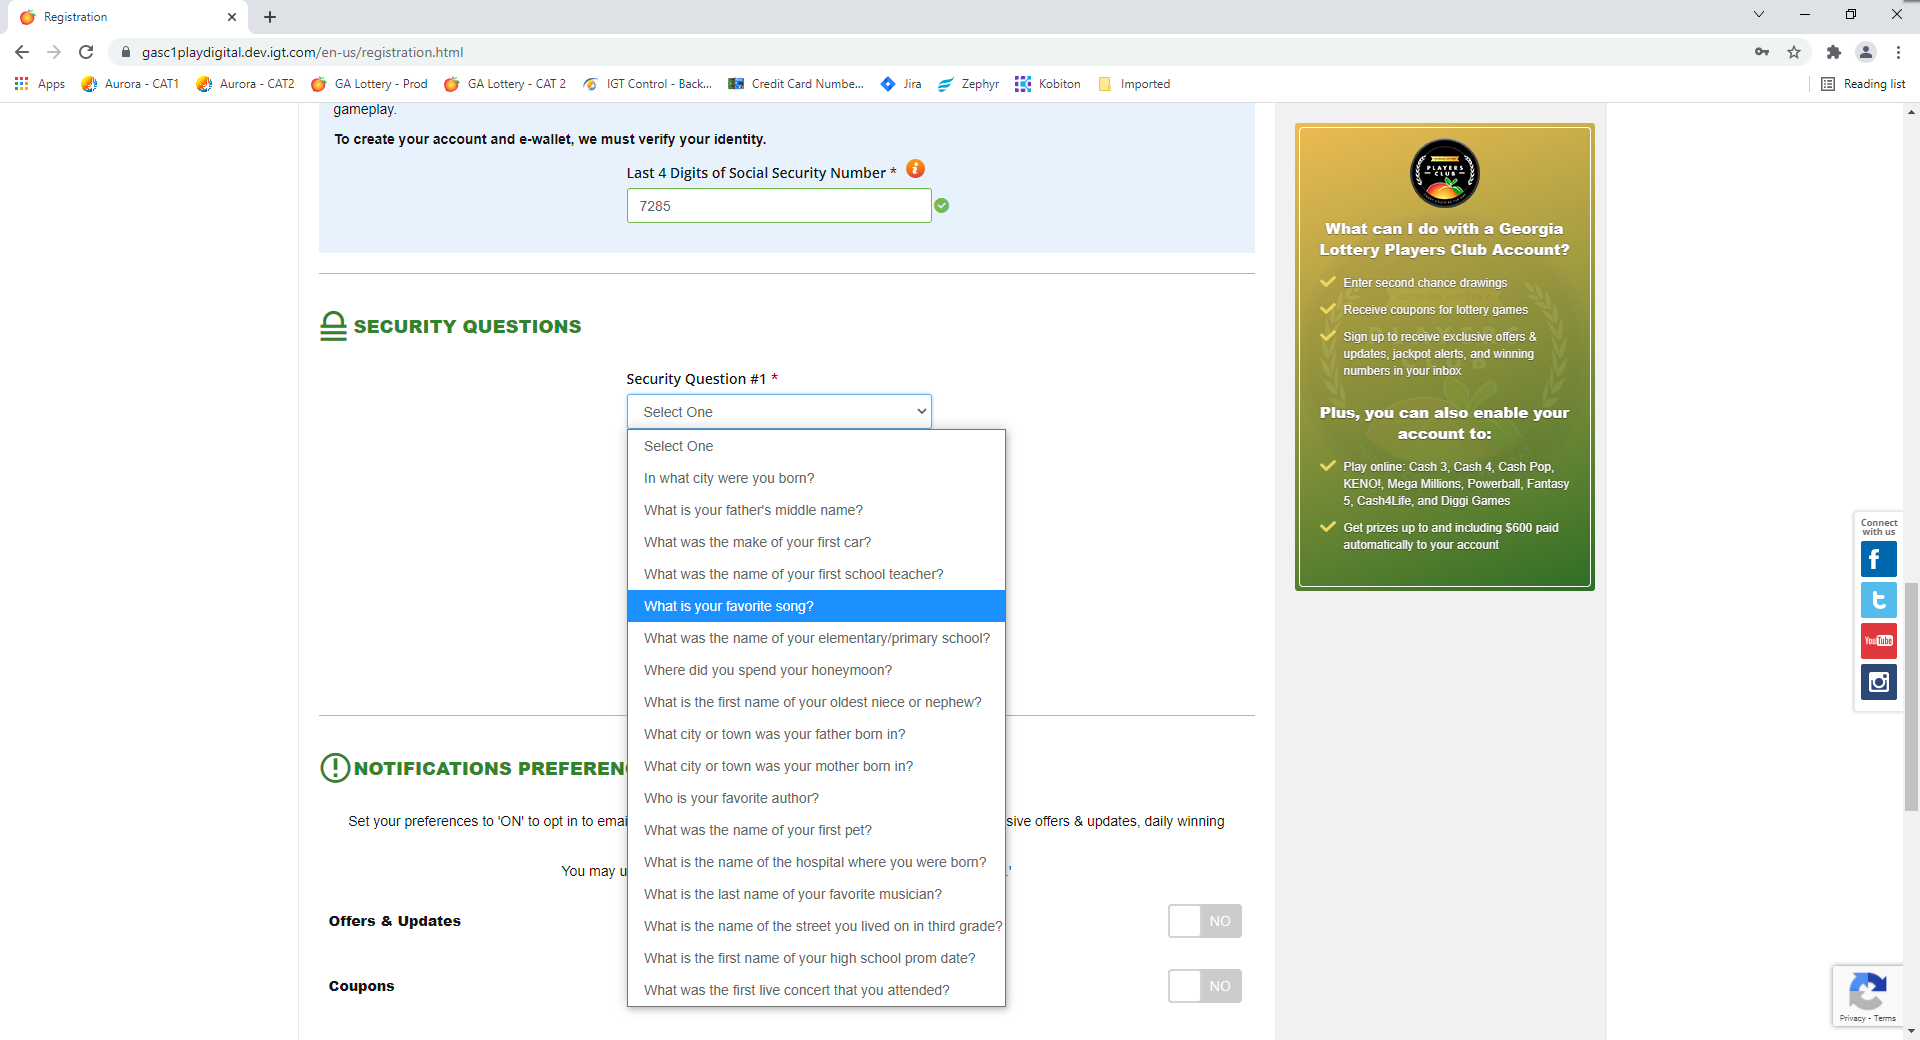 Registration
gasc1playdigital.dev.igt.com/en-us/registration.html
Apps
Aurora - CAT1
Aurora - CAT2
GA Lottery - Prod
GA Lottery - CAT 2
IGT Control - Back...
Credit Card Numbe...
Jira
Zephyr
Kobiton
Imported
Reading list
gameplay.
To create your account and e-wallet, we must verify your identity.
Last 4 Digits of Social Security Number *
7285
SECURITY QUESTIONS
Security Question #1 *
Select One
Select One
In what city were you born?
What is your father's middle name?
What was the make of your first car?
What was the name of your first school teacher?
What is your favorite song?
What was the name of your elementary/primary school?
Where did you spend your honeymoon?
What is the first name of your oldest niece or nephew?
What city or town was your father born in?
What city or town was your mother born in?
Who is your favorite author?
What was the name of your first pet?
What is the name of the hospital where you were born?
What is the last name of your favorite musician?
What is the name of the street you lived on in third grade?
What is the first name of your high school prom date?
What was the first live concert that you attended?
NOTIFICATIONS PREFEREN
Set your preferences to 'ON' to opt in to emai
sive offers & updates, daily winning
You may u
.'
Offers & Updates
NO
Coupons
NO
PLAYERS
CLUB
What can I do with a Georgia
Lottery Players Club Account?
Enter second chance drawings
Receive coupons for lottery games
Sign up to receive exclusive offers &
updates, jackpot alerts, and winning
numbers in your inbox
Plus, you can also enable your
account to:
Play online: Cash 3, Cash 4, Cash Pop,
KENO!, Mega Millions, Powerball, Fantasy
5, Cash4Life, and Diggi Games
Get prizes up to and including $600 paid
automatically to your account
Connect
with us
YouTube
Privacy - Terms